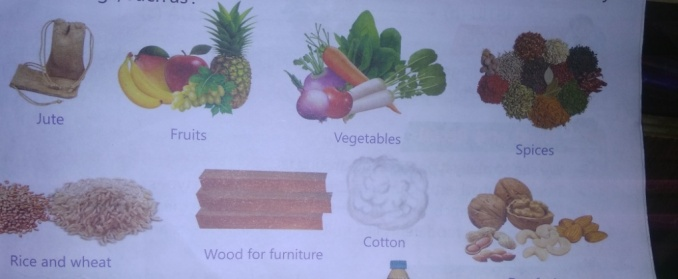 Jute
Fruits
Vegetables
Spices
Rice and wheat
Wood for furniture
Cotton